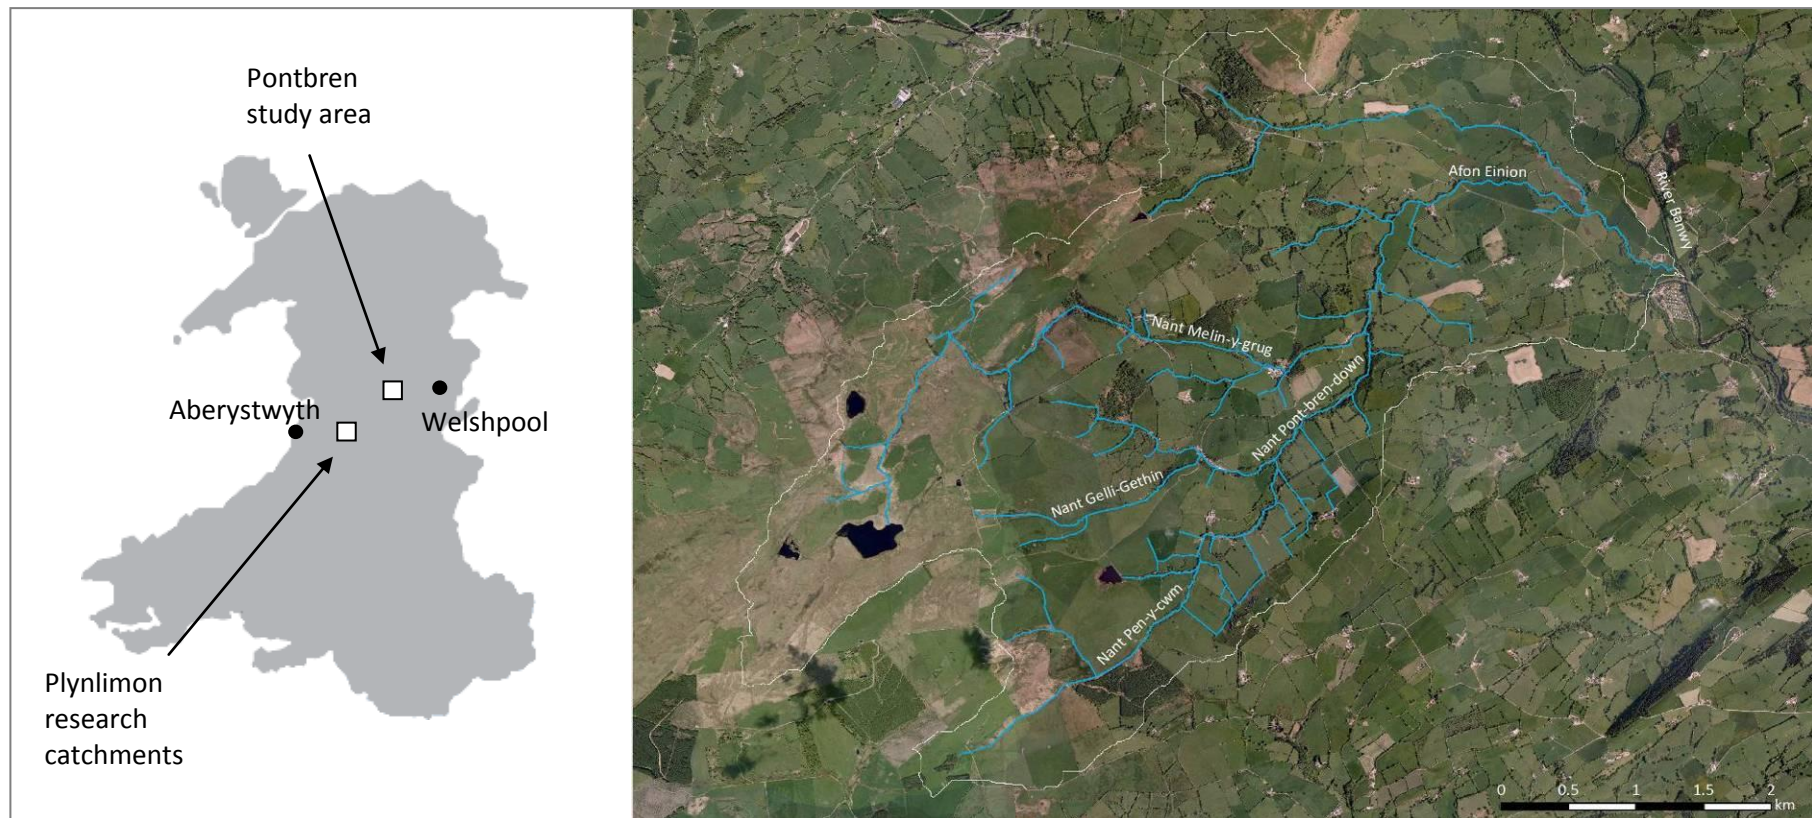 Pontbren
study area
Aberystwyth
Welshpool
Plynlimon
research
catchments
Afon Einion
River Banwy
Nant Melin-y-grug
Nant Pont-bren-down
Nant Gelli-Gethin
Nant Pen-y-cwm
0 0.5 1 1.5 2
km